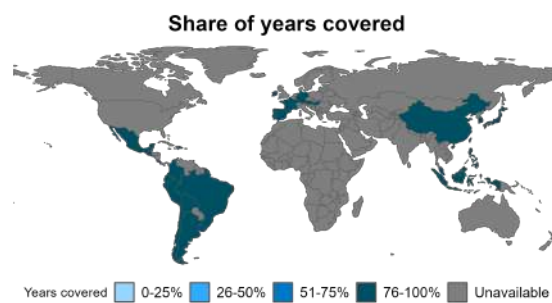 Share of years covered
Years covered 0-25% 26-50% 51-75% 76-100% Unavailable